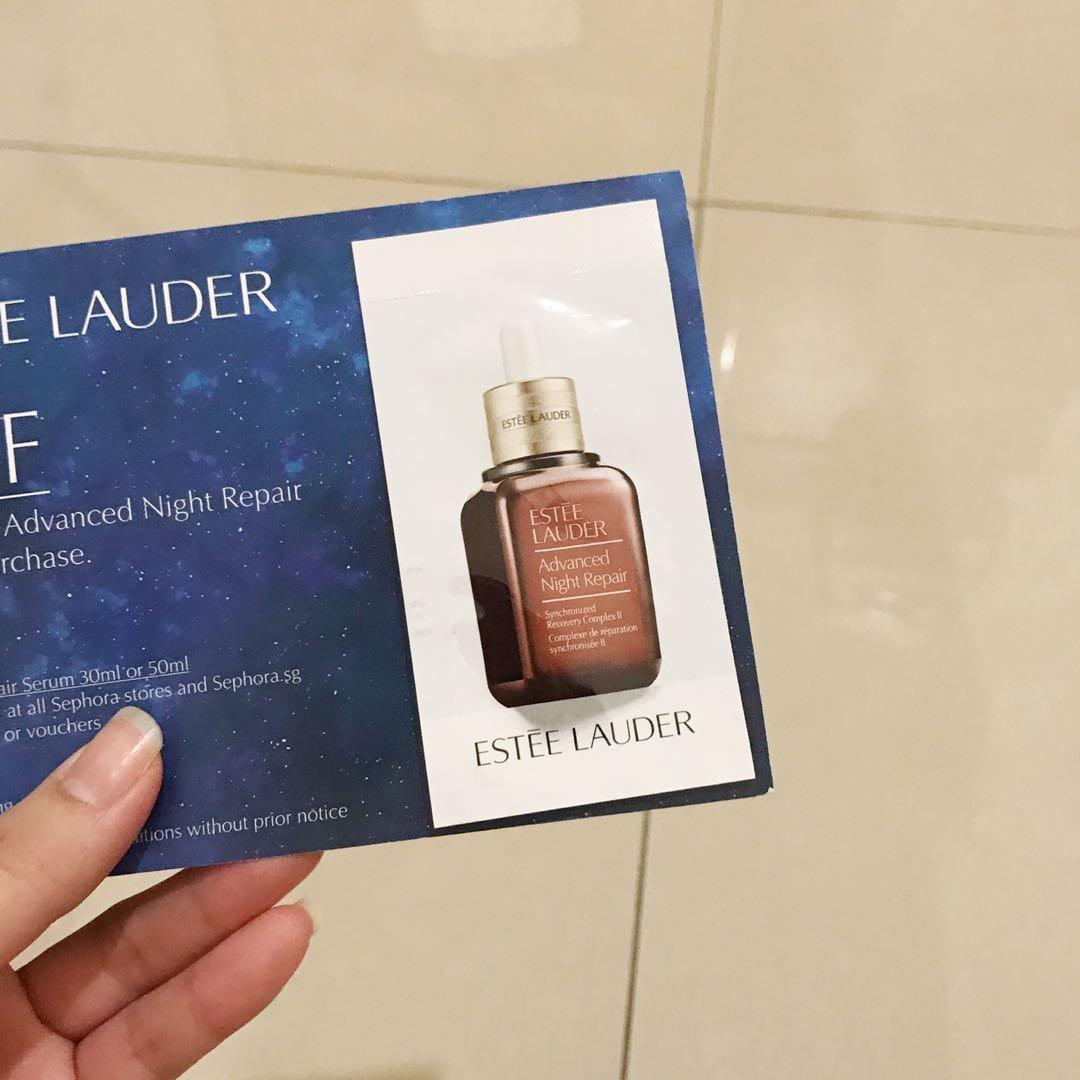 E LAUDER
F
Advanced Night Repair
rchase.
air Serum 30ml or 50ml
at all Sephora stores and Sephora.sg
or vouchers
itions without prior notice
ESTĒE LAUDER
ESTĒE
LAUDER
Advanced
Night Repair
Synchronized
Recovery Complex II
Complexe de réparation
synchronisée II
ESTĒE LAUDER